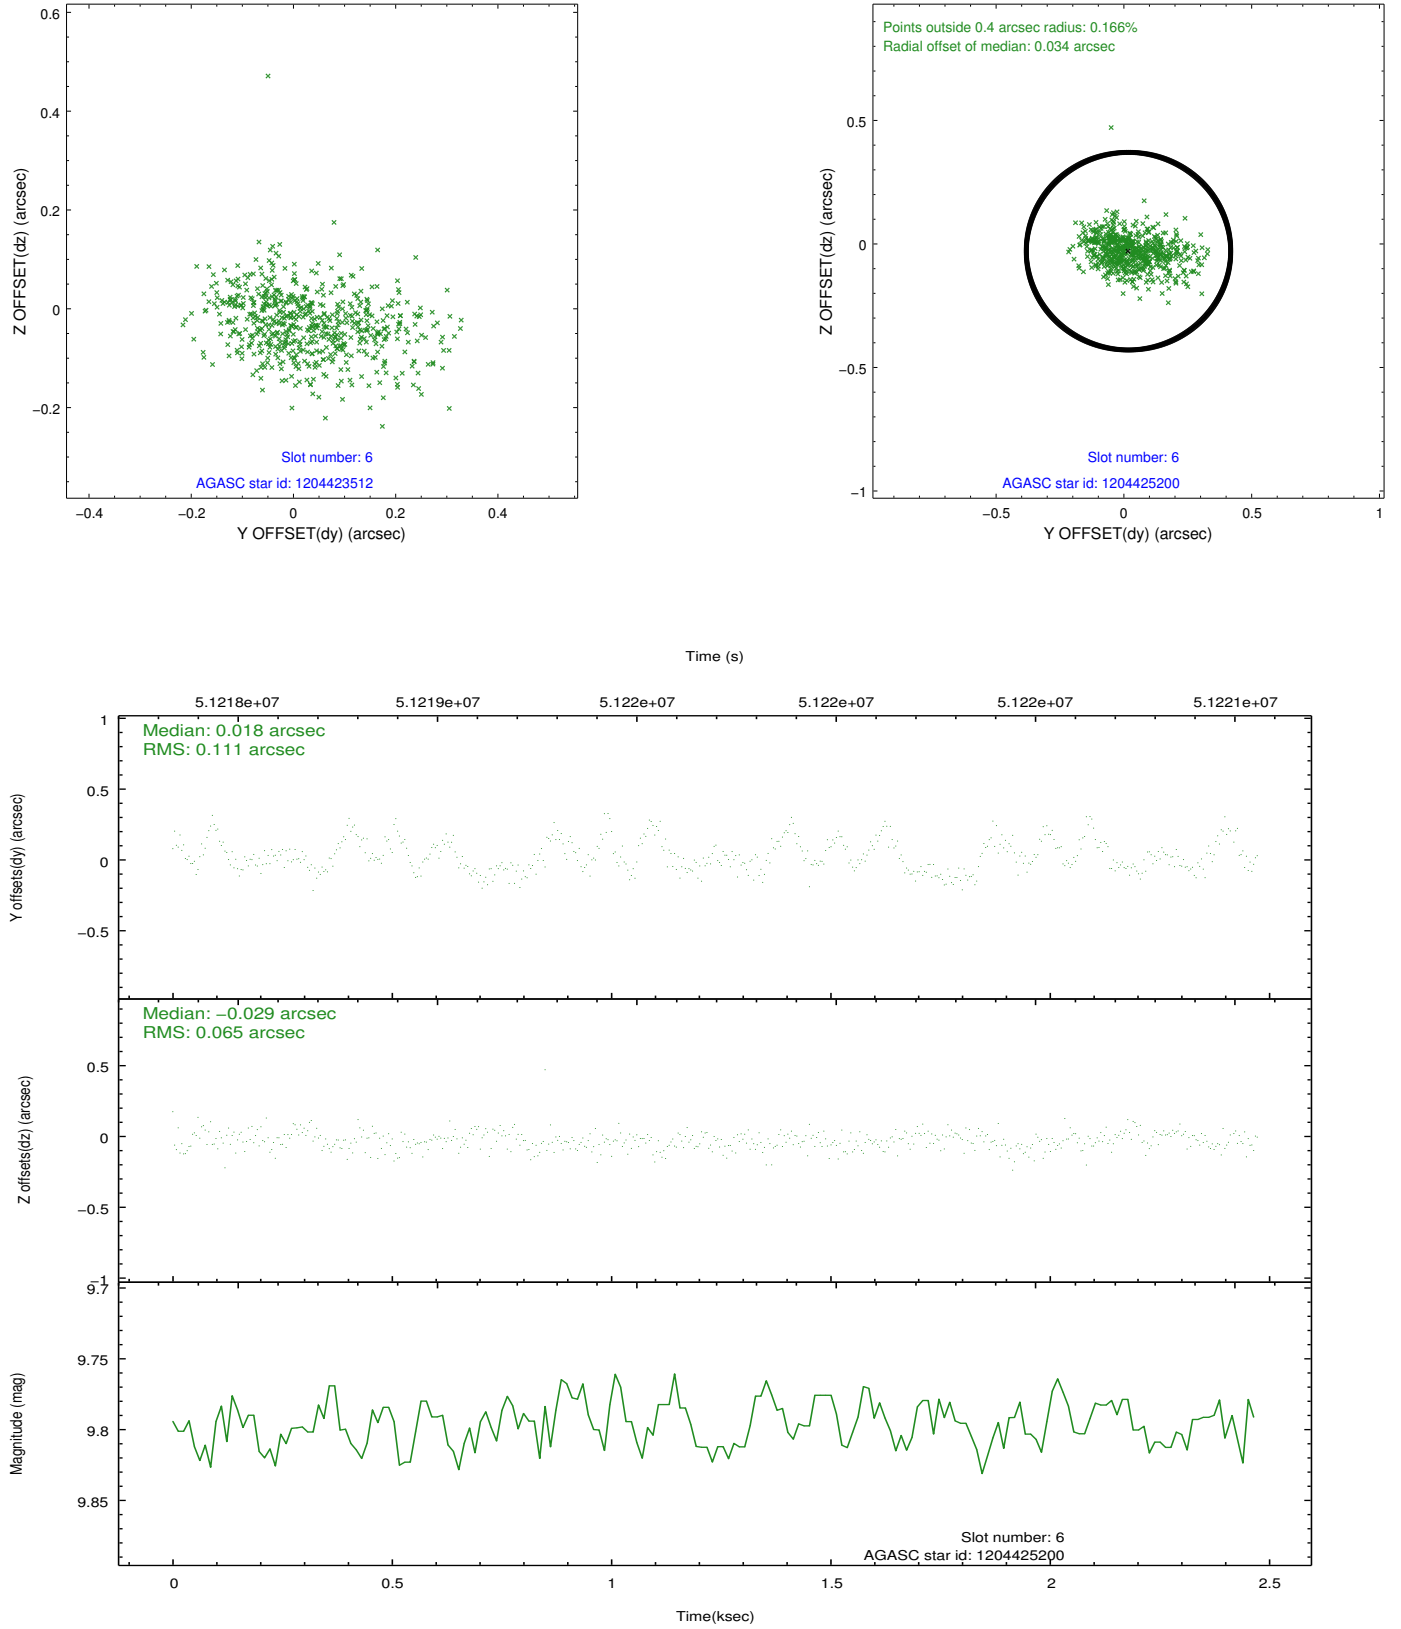 0.6
0.4
0.2
0
−0.2
Z OFFSET(dz) (arcsec)
Slot number: 6
AGASC star id: 1204423512
−0.4
−0.2
0
0.2
0.4
Y OFFSET(dy) (arcsec)
Points outside 0.4 arcsec radius: 0.166%
Radial offset of median: 0.034 arcsec
0.5
0
−0.5
−1
Z OFFSET(dz) (arcsec)
Slot number: 6
AGASC star id: 1204425200
−0.5
0
0.5
1
Y OFFSET(dy) (arcsec)
Time (s)
5.1218e+07
5.1219e+07
5.122e+07
5.122e+07
5.122e+07
5.1221e+07
Median: 0.018 arcsec
RMS: 0.111 arcsec
1
0.5
0
−0.5
Y offsets(dy) (arcsec)
Median: −0.029 arcsec
RMS: 0.065 arcsec
0.5
0
−0.5
−1
Z offsets(dz) (arcsec)
9.7
9.75
9.8
9.85
Magnitude (mag)
Slot number: 6
AGASC star id: 1204425200
0
0.5
1
1.5
2
2.5
Time(ksec)